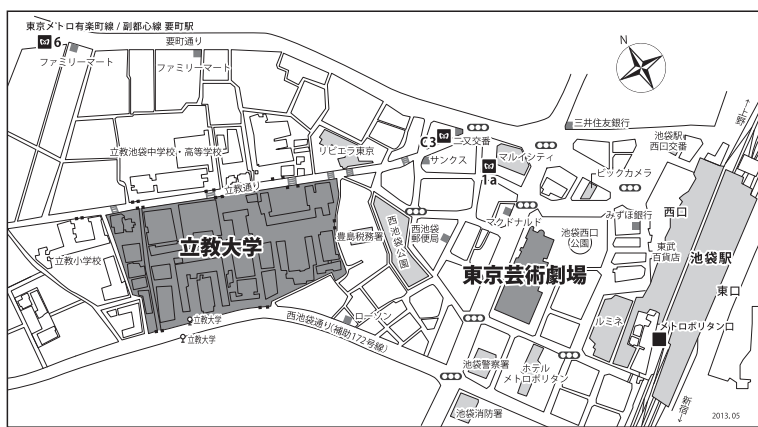 東京メトロ有楽町線 / 副都心線 要町駅
6
要町通り
ファミリーマート
ファミリーマート
N
三井住友銀行
←上野
池袋駅
西口交番
C3
二又交番
サンクス
マルイシティ
1a
ビックカメラ
立教池袋中学校・高等学校
リビエラ東京
立教通り
マクドナルド
みずほ銀行
西口
池袋西口
(公園)
東武
百貨店
池袋駅
東口
立教小学校
立教大学
豊島税務署
西池袋公園
西池袋
郵便局
東京芸術劇場
ルミネ
メトロポリタン口
立教大学
立教大学
ローソン
西池袋通り(補助172号線)
池袋警察署
ホテル
メトロポリタン
池袋消防署
新宿→
2013.05